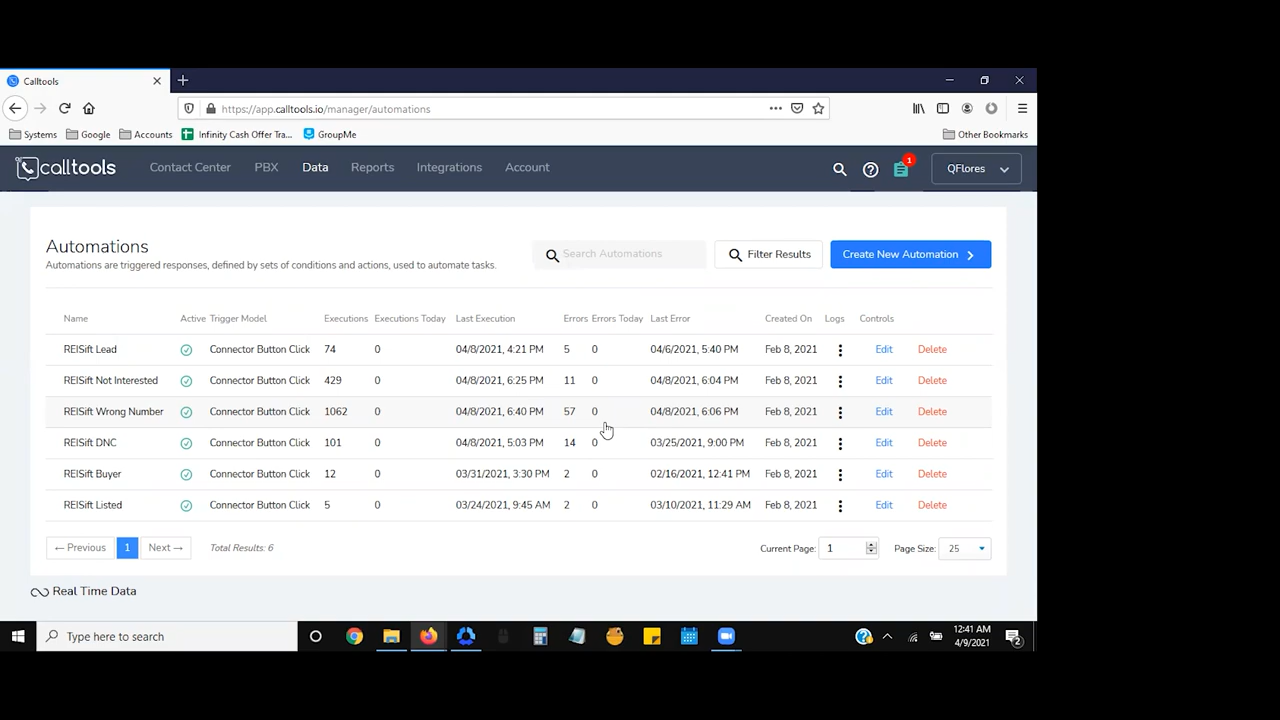 Calltools
https://app.calltools.io/manager/automations
Systems Google Accounts Infinity Cash Offer Tra... GroupMe Other Bookmarks
calltools Contact Center PBX Data Reports Integrations Account 1 QFlores
Automations
Automations are triggered responses, defined by sets of conditions and actions, used to automate tasks.
Search Automations Filter Results Create New Automation
Name Active Trigger Model Executions Executions Today Last Execution Errors Errors Today Last Error Created On Logs Controls
REISift Lead Connector Button Click 74 0 04/8/2021, 4:21 PM 5 0 04/6/2021, 5:40 PM Feb 8, 2021 Edit Delete
REISift Not Interested Connector Button Click 429 0 04/8/2021, 6:25 PM 11 0 04/8/2021, 6:04 PM Feb 8, 2021 Edit Delete
REISift Wrong Number Connector Button Click 1062 0 04/8/2021, 6:40 PM 57 0 04/8/2021, 6:06 PM Feb 8, 2021 Edit Delete
REISift DNC Connector Button Click 101 0 04/8/2021, 5:03 PM 14 0 03/25/2021, 9:00 PM Feb 8, 2021 Edit Delete
REISift Buyer Connector Button Click 12 0 03/31/2021, 3:30 PM 2 0 02/16/2021, 12:41 PM Feb 8, 2021 Edit Delete
REISift Listed Connector Button Click 5 0 03/24/2021, 9:45 AM 2 0 03/10/2021, 11:29 AM Feb 8, 2021 Edit Delete
← Previous 1 Next → Total Results: 6 Current Page: 1 Page Size: 25
Real Time Data
Type here to search
12:41 AM
4/9/2021
2